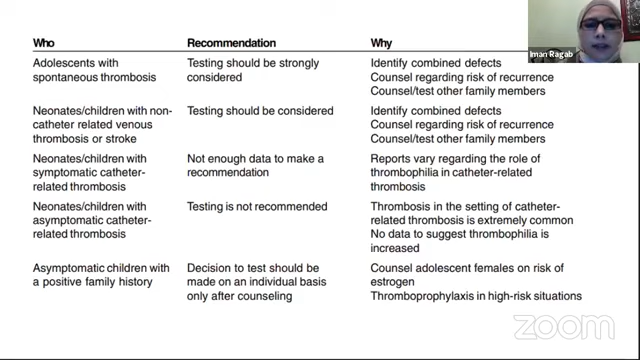 Iman Ragab
Who Recommendation Why
Adolescents with Testing should be strongly Identify combined defects
spontaneous thrombosis considered Counsel regarding risk of recurrence
Counsel/test other family members
Neonates/children with non- Testing should be considered Identify combined defects
catheter related venous Counsel regarding risk of recurrence
thrombosis or stroke Counsel/test other family members
Neonates/children with Not enough data to make a Reports vary regarding the role of
symptomatic catheter- recommendation thrombophilia in catheter-related
related thrombosis thrombosis
Neonates/children with Testing is not recommended Thrombosis in the setting of catheter-
asymptomatic catheter- related thrombosis is extremely common
related thrombosis No data to suggest thrombophilia is
increased
Asymptomatic children with Decision to test should be Counsel adolescent females on risk of
a positive family history made on an individual basis estrogen
only after counseling Thromboprophylaxis in high-risk situations
zoom